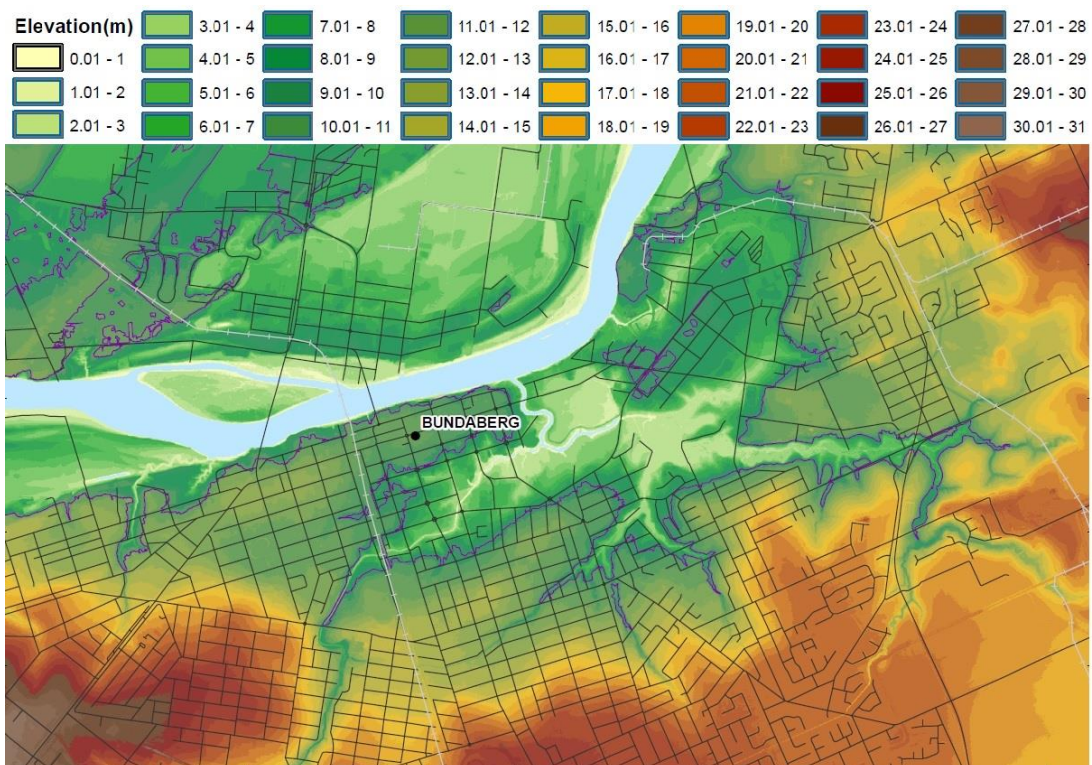 Elevation(m)
0.01 - 1
1.01 - 2
2.01 - 3
3.01 - 4
4.01 - 5
5.01 - 6
6.01 - 7
7.01 - 8
8.01 - 9
9.01 - 10
10.01 - 11
11.01 - 12
12.01 - 13
13.01 - 14
14.01 - 15
15.01 - 16
16.01 - 17
17.01 - 18
18.01 - 19
19.01 - 20
20.01 - 21
21.01 - 22
22.01 - 23
23.01 - 24
24.01 - 25
25.01 - 26
26.01 - 27
27.01 - 28
28.01 - 29
29.01 - 30
30.01 - 31
BUNDABERG